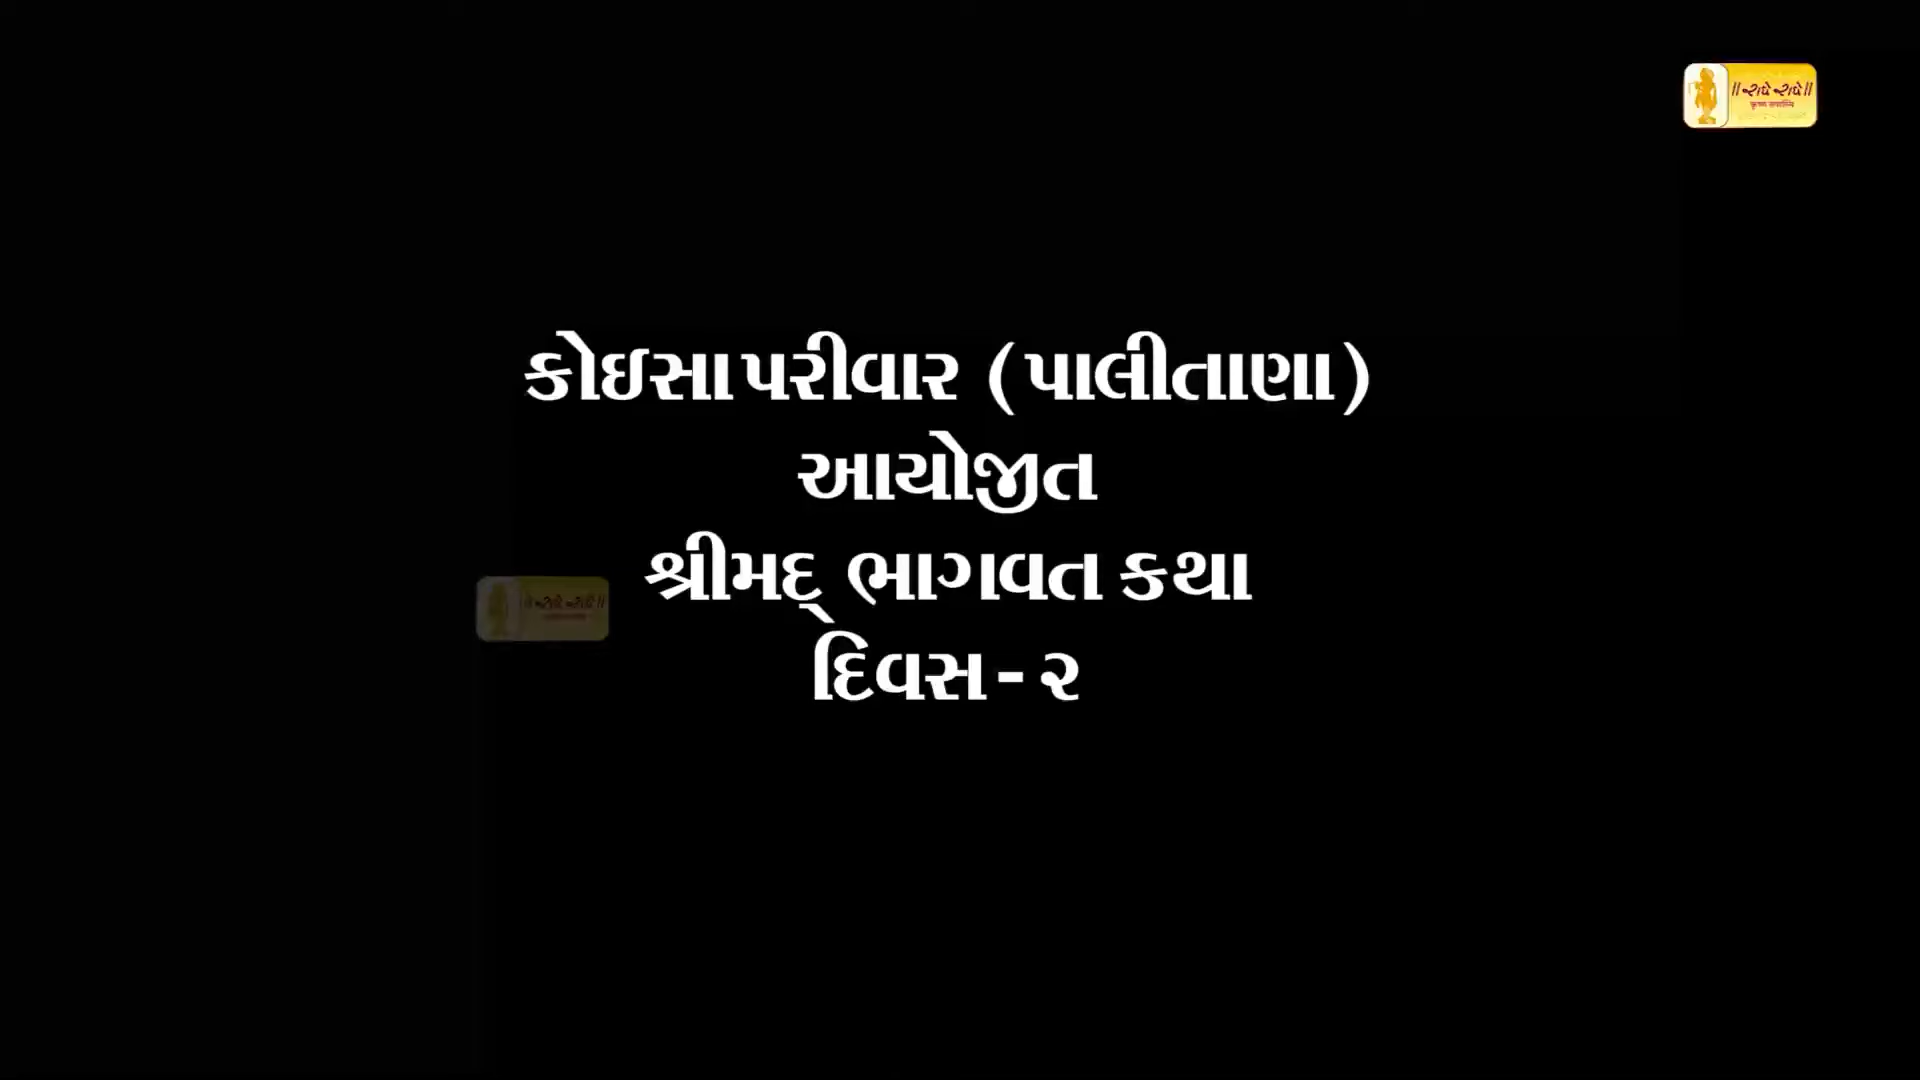 || રાધે રાધે ||
કોઇસા પરીવાર (પાલીતાણા)
આયોજીત
શ્રીમદ્ ભાગવત કથા
દિવસ - ૨